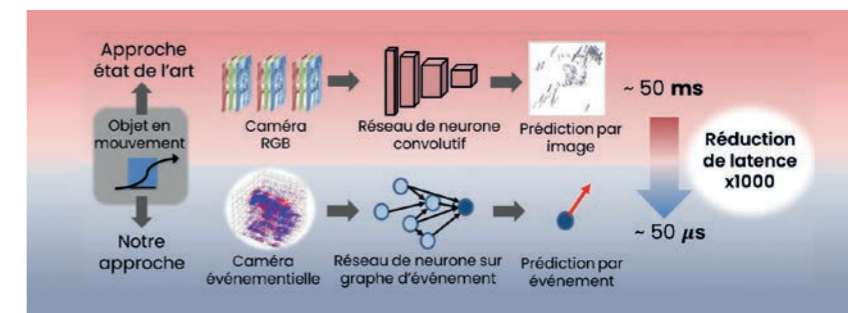 Approche
état de l'art
Objet en
mouvement
Notre
approche
Caméra
RGB
Réseau de neurone
convolutif
Prédiction par
image
~ 50 ms
Réduction
de latence
x1000
~ 50 μs
Caméra
événementielle
Réseau de neurone sur
graphe d'événement
Prédiction par
événement